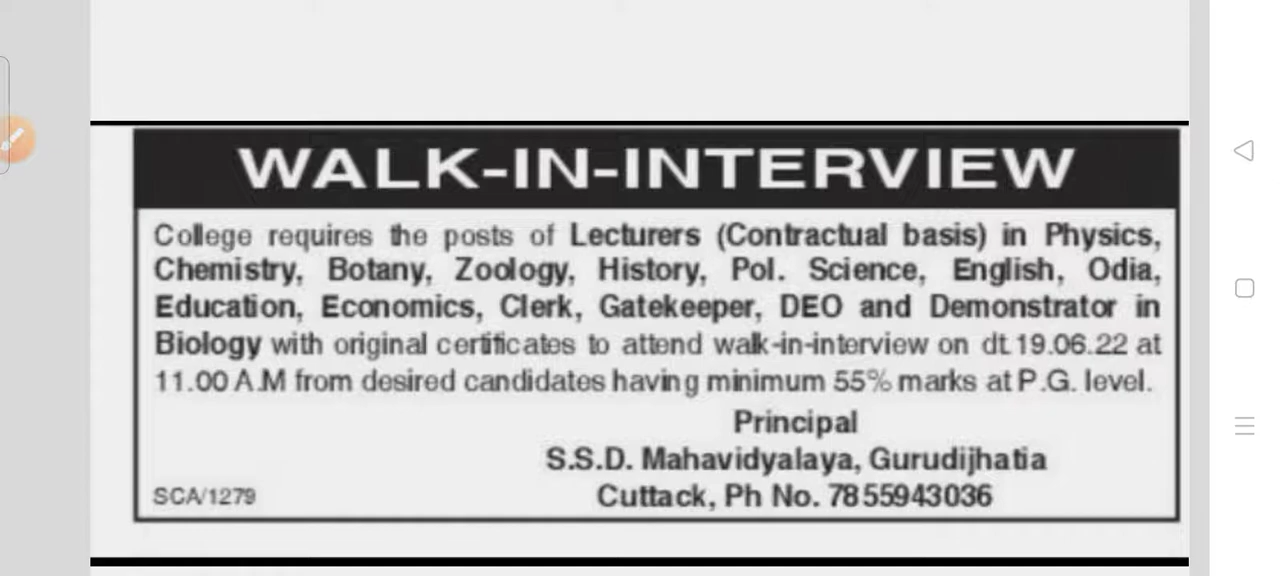 WALK-IN-INTERVIEW
College requires the posts of Lecturers (Contractual basis) in Physics,
Chemistry, Botany, Zoology, History, Pol. Science, English, Odia,
Education, Economics, Clerk, Gatekeeper, DEO and Demonstrator in
Biology with original certificates to attend walk-in-interview on dt.19.06.22 at
11.00 A.M from desired candidates having minimum 55% marks at P.G. level.
Principal
S.S.D. Mahavidyalaya, Gurudijhatia
SCA/1279
Cuttack, Ph No. 7855943036